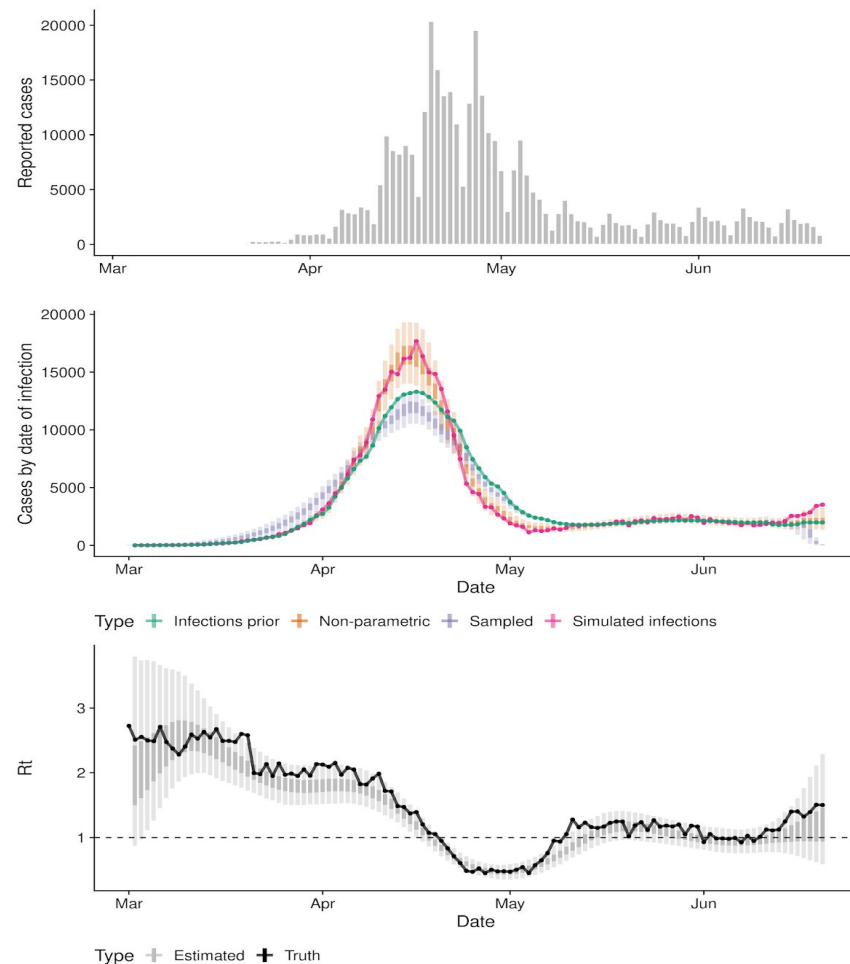 20000
15000
10000
5000
0
Reported cases
Mar Apr May Jun
20000
15000
10000
5000
0
Cases by date of infection
Mar Apr May Jun
Date
Type Infections prior Non-parametric Sampled Simulated infections
3
2
1
Rt
Mar Apr May Jun
Date
Type Estimated Truth